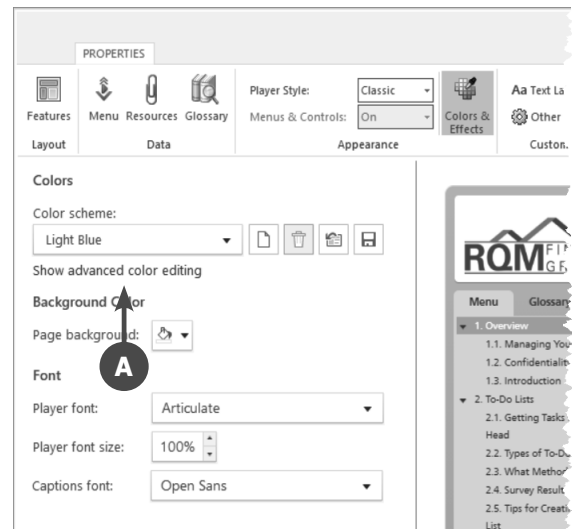 PROPERTIES
Features Menu Resources Glossary
Player Style: Classic
Menus & Controls: On
Colors & Effects
Aa Text La
Other
Layout Data Appearance Custom.
Colors
Color scheme:
Light Blue
Show advanced color editing
Background Color
Page background:
A
Font
Player font: Articulate
Player font size: 100%
Captions font: Open Sans
RQM
Menu Glossar
1. Overview
1.1. Managing You
1.2. Confidentialit
1.3. Introduction
2. To-Do Lists
2.1. Getting Tasks
Head
2.2. Types of To-Do
2.3. What Method
2.4. Survey Result
2.5. Tips for Creati
List